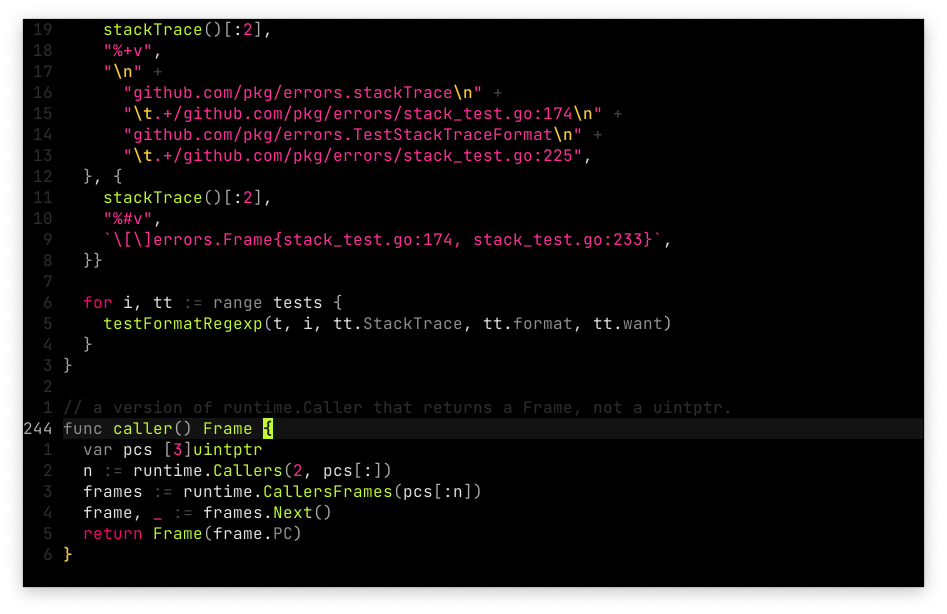 19 stackTrace()[:2],
18 "%+v",
17 "\n" +
16 "github.com/pkg/errors.stackTrace\n" +
15 "\t.+/github.com/pkg/errors/stack_test.go:174\n" +
14 "github.com/pkg/errors.TestStackTraceFormat\n" +
13 "\t.+/github.com/pkg/errors/stack_test.go:225",
12 }, {
11 stackTrace()[:2],
10 "%#v",
9 `\[\]errors.Frame{stack_test.go:174, stack_test.go:233}`,
8 }}
7
6 for i, tt := range tests {
5 testFormatRegexp(t, i, tt.StackTrace, tt.format, tt.want)
4 }
3 }
2
1 // a version of runtime.Caller that returns a Frame, not a uintptr.
244 func caller() Frame {
1 var pcs [3]uintptr
2 n := runtime.Callers(2, pcs[:])
3 frames := runtime.CallersFrames(pcs[:n])
4 frame, _ := frames.Next()
5 return Frame(frame.PC)
6 }